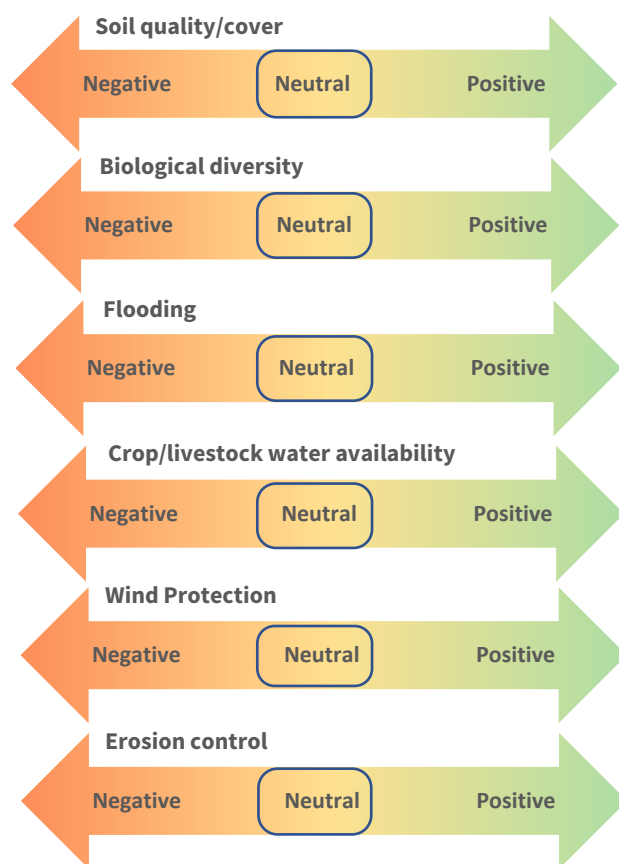 Soil quality/cover
Negative Neutral Positive
Biological diversity
Negative Neutral Positive
Flooding
Negative Neutral Positive
Crop/livestock water availability
Negative Neutral Positive
Wind Protection
Negative Neutral Positive
Erosion control
Negative Neutral Positive